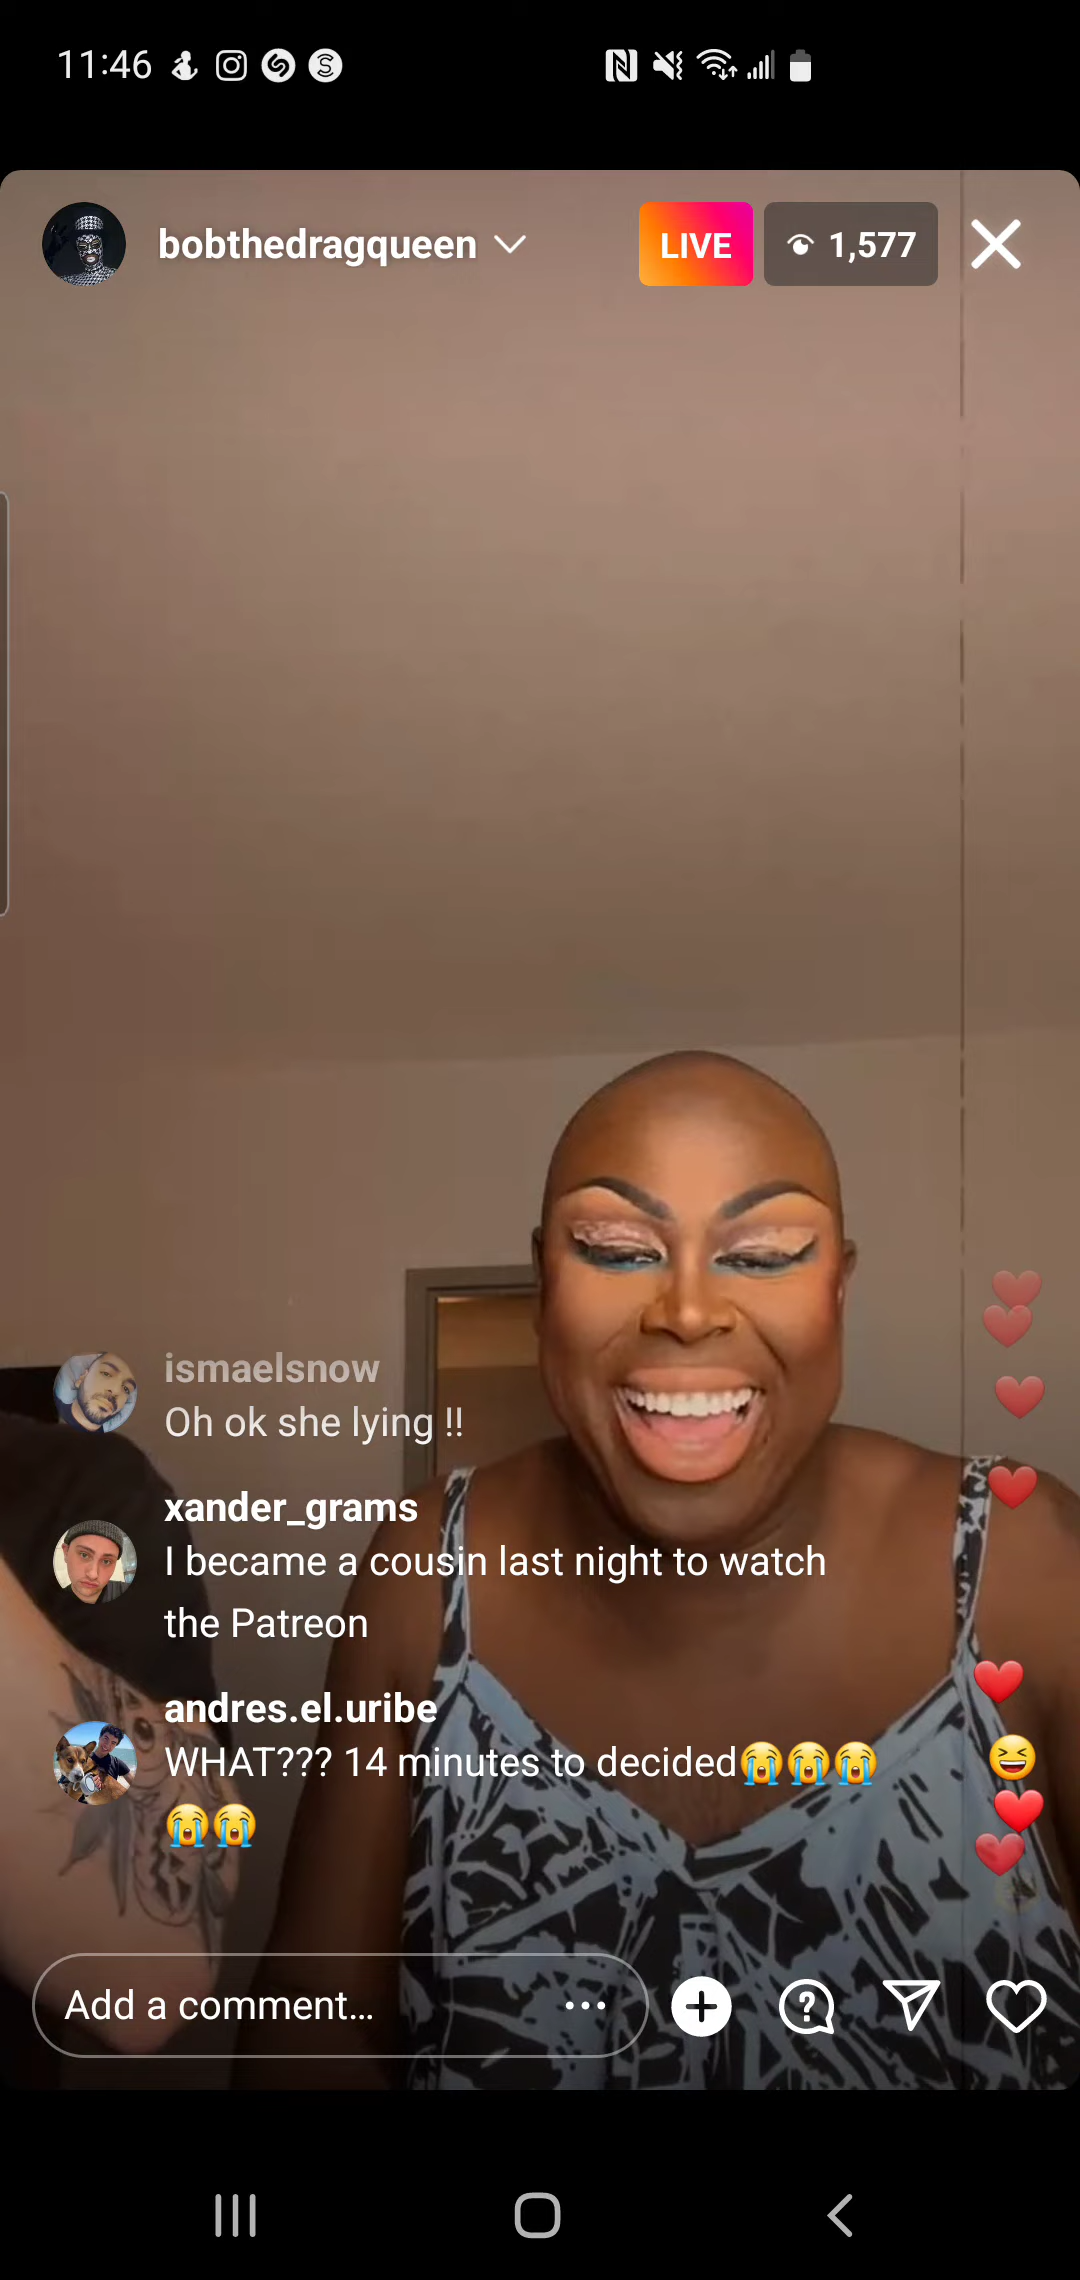 11:46
bobthedragqueen
LIVE
1,577
ismaelsnow
Oh ok she lying !!
xander_grams
I became a cousin last night to watch
the Patreon
andres.el.uribe
WHAT??? 14 minutes to decided😭😭😭
😭😭
Add a comment...